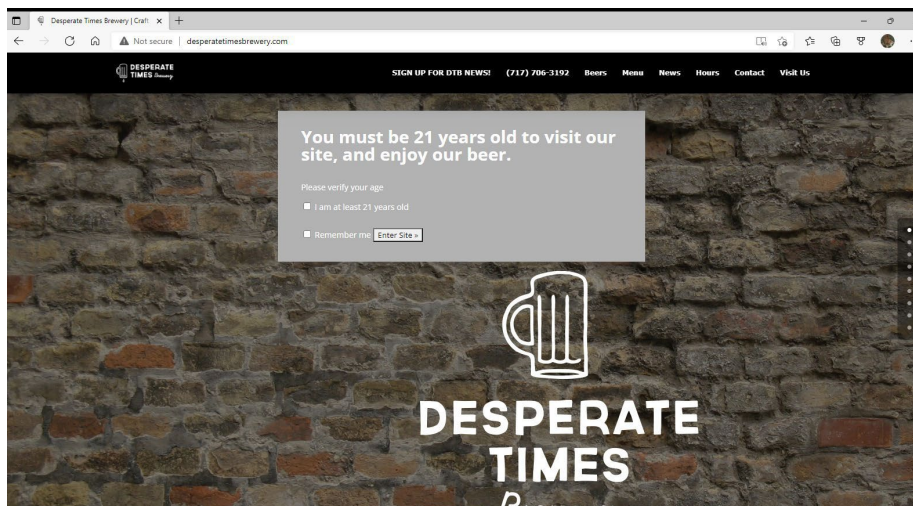 Desperate Times Brewery | Craft
Not secure desperatetimesbrewery.com
DESPERATE
TIMES Brewery
SIGN UP FOR DTB NEWS! (717) 706-3192 Beers Menu News Hours Contact Visit Us
You must be 21 years old to visit our
site, and enjoy our beer.
Please verify your age
I am at least 21 years old
Remember me Enter Site »
DESPERATE
TIMES